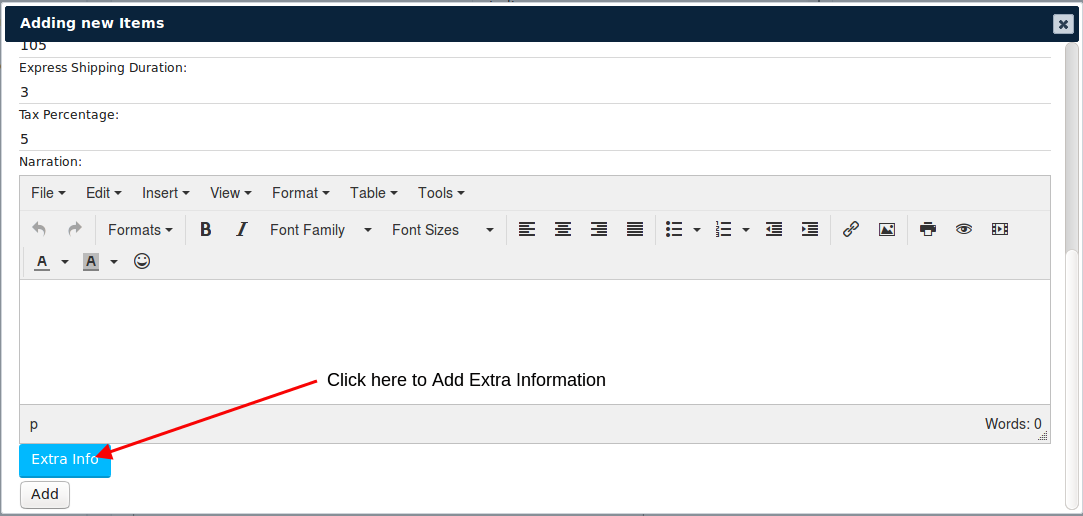 Adding new Items
105
Express Shipping Duration:
3
Tax Percentage:
5
Narration:
File Edit Insert View Format Table Tools
Formats B I Font Family Font Sizes
A A
Click here to Add Extra Information
p Words: 0
Extra Info
Add